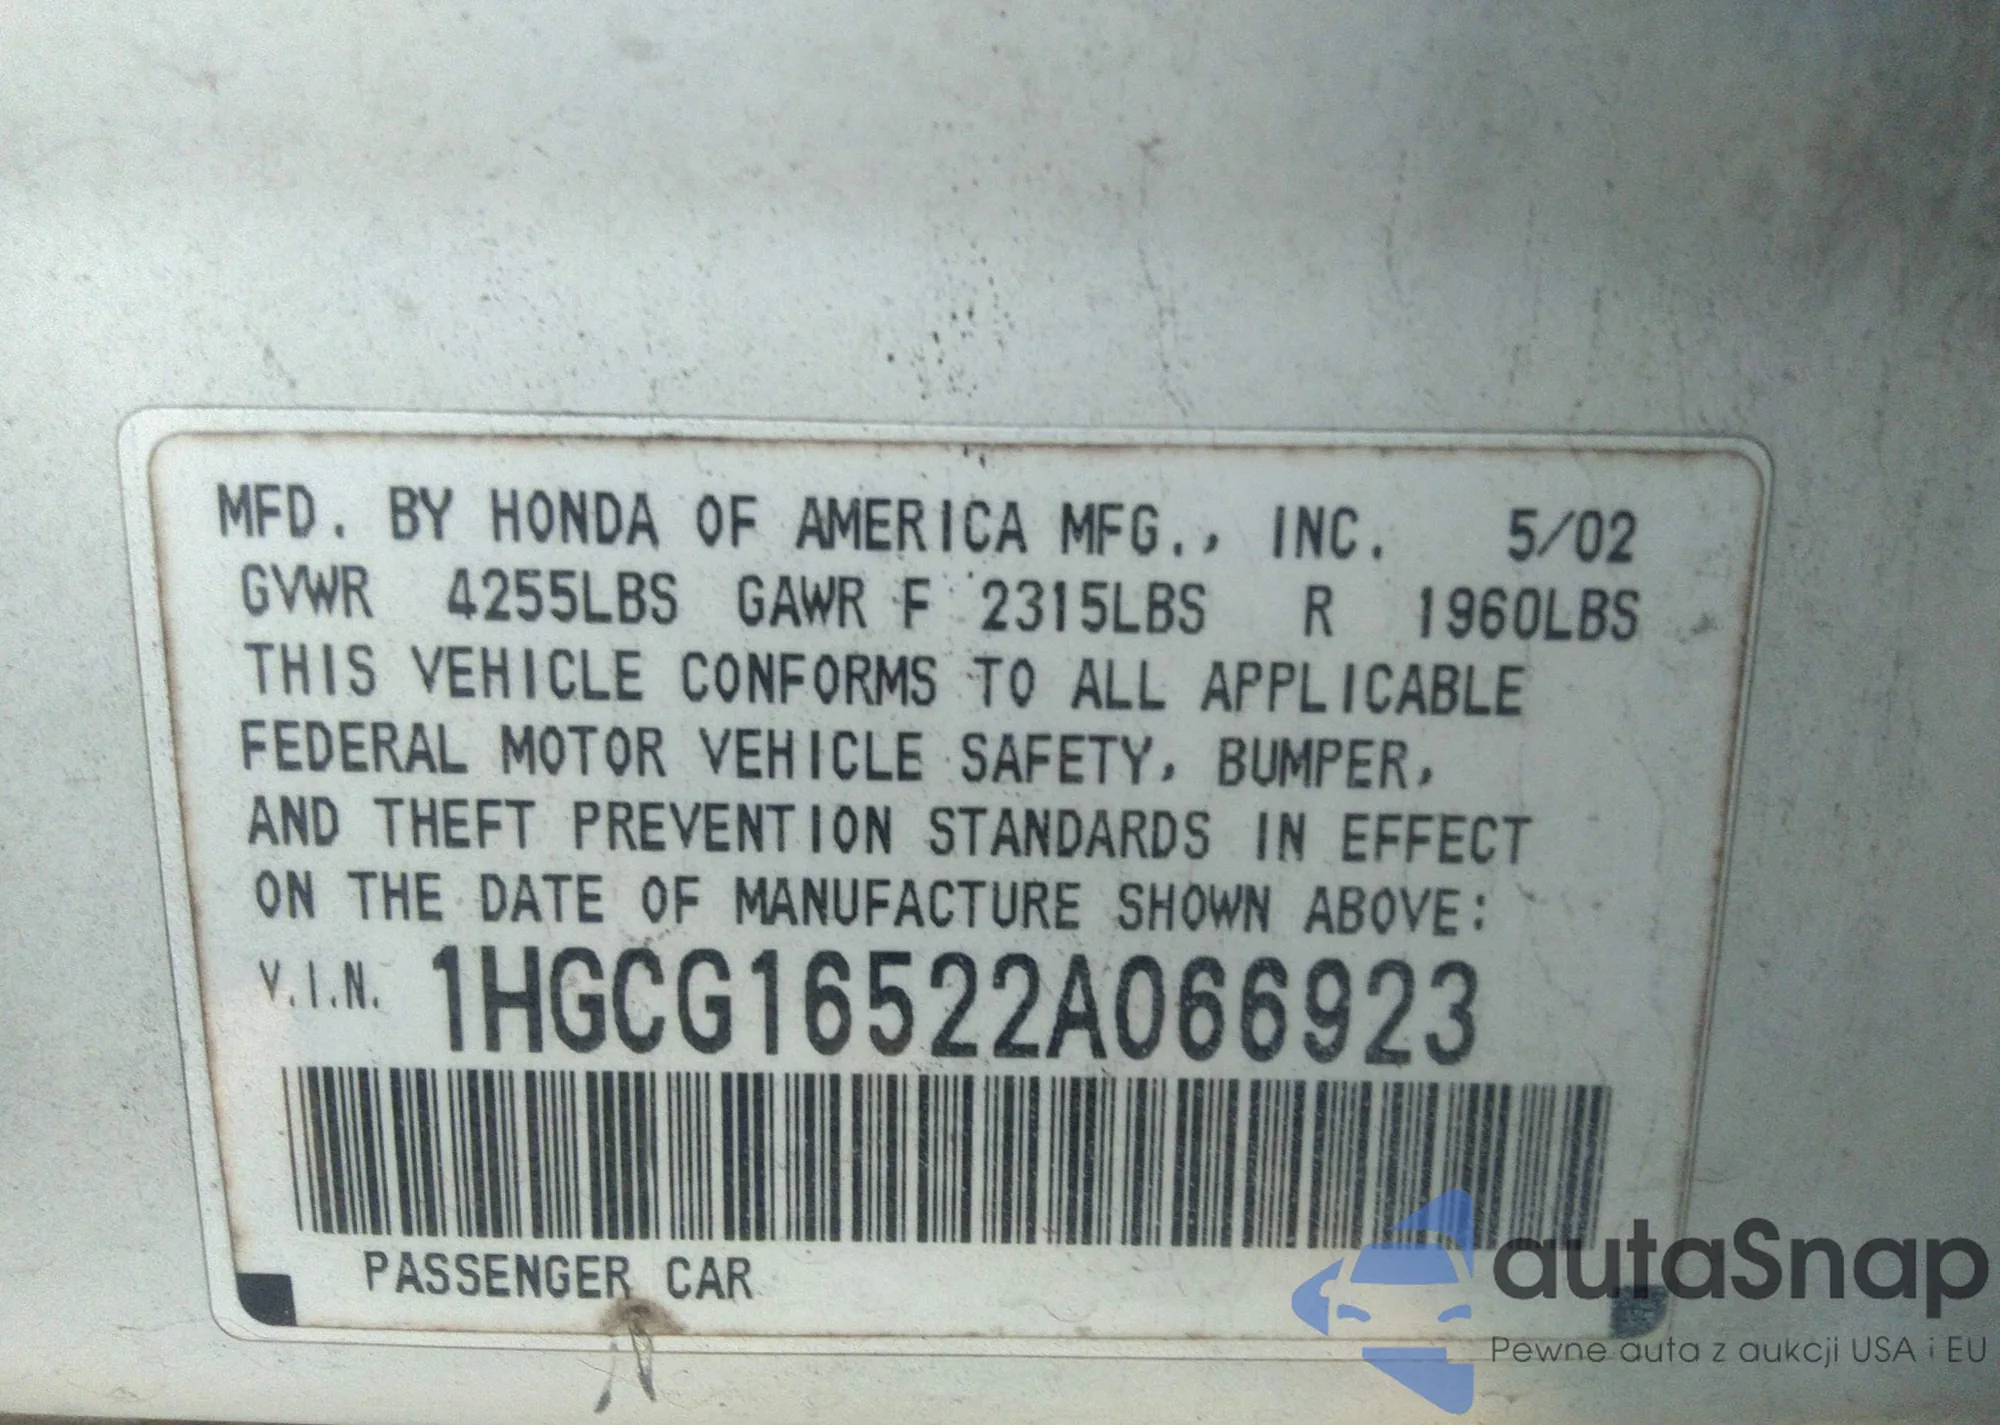 MFD. BY HONDA OF AMERICA MFG., INC. 5/02
GVWR 4255LBS GAWR F 2315LBS R 1960LBS
THIS VEHICLE CONFORMS TO ALL APPLICABLE
FEDERAL MOTOR VEHICLE SAFETY, BUMPER,
AND THEFT PREVENTION STANDARDS IN EFFECT
ON THE DATE OF MANUFACTURE SHOWN ABOVE:
V.I.N. 1HGCG16522A066923
PASSENGER CAR
autaSnap
Pewne auta z aukcji USA i EU